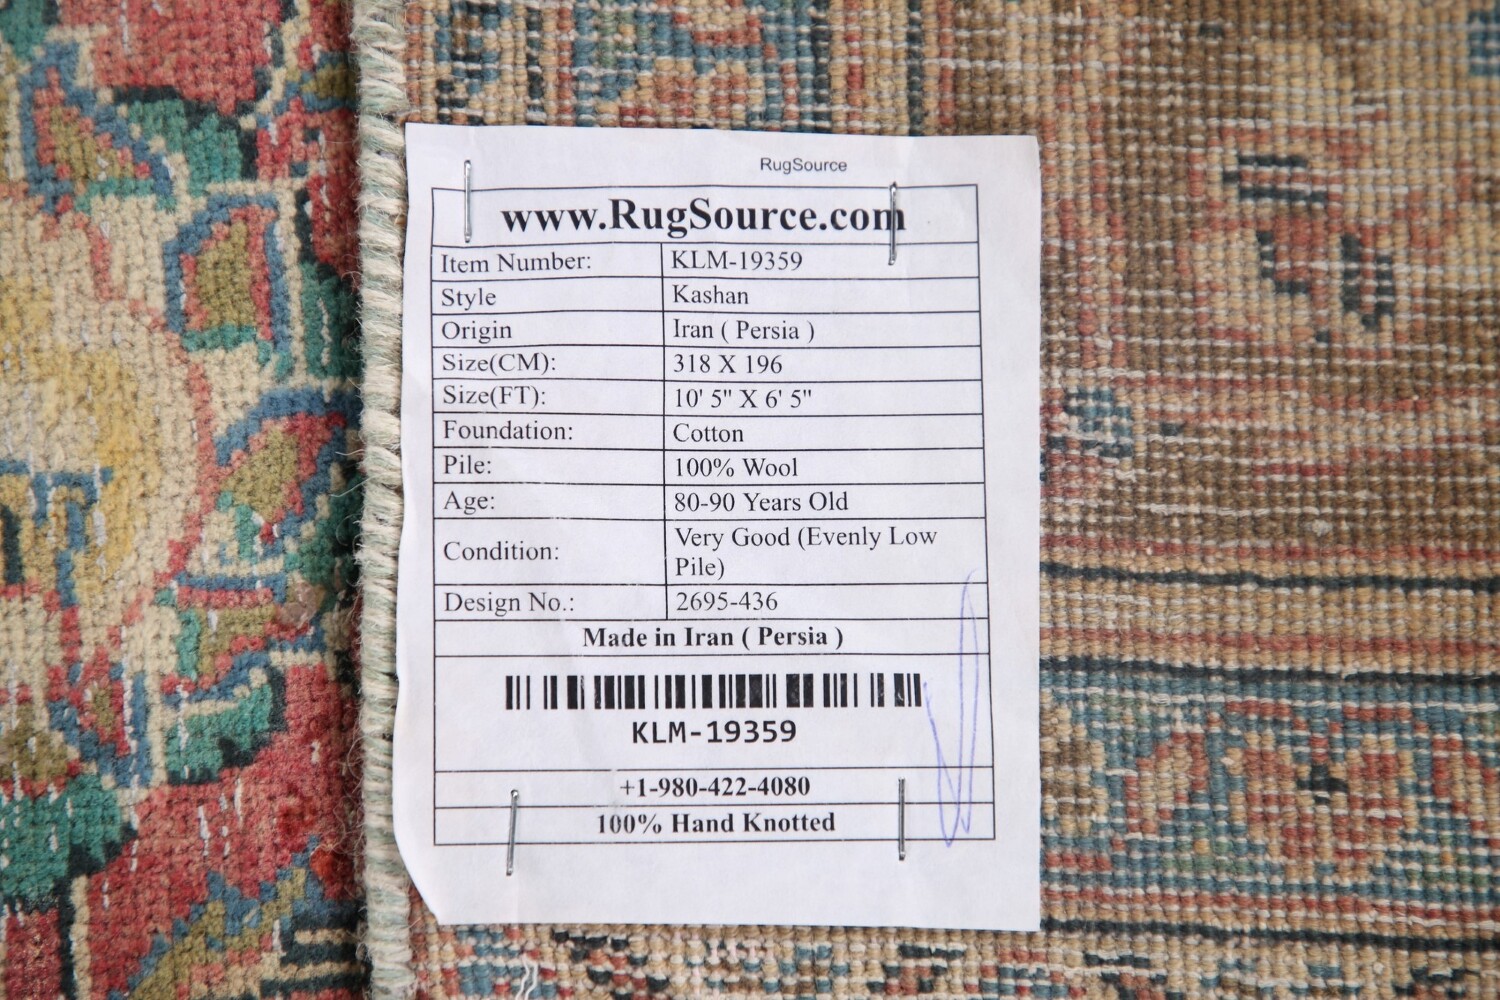 RugSource
www.RugSource.com
Item Number: KLM-19359
Style Kashan
Origin Iran ( Persia )
Size(CM): 318 X 196
Size(FT): 10' 5" X 6' 5"
Foundation: Cotton
Pile: 100% Wool
Age: 80-90 Years Old
Condition: Very Good (Evenly Low
Pile)
Design No.: 2695-436
Made in Iran ( Persia )
KLM-19359
+1-980-422-4080
100% Hand Knotted